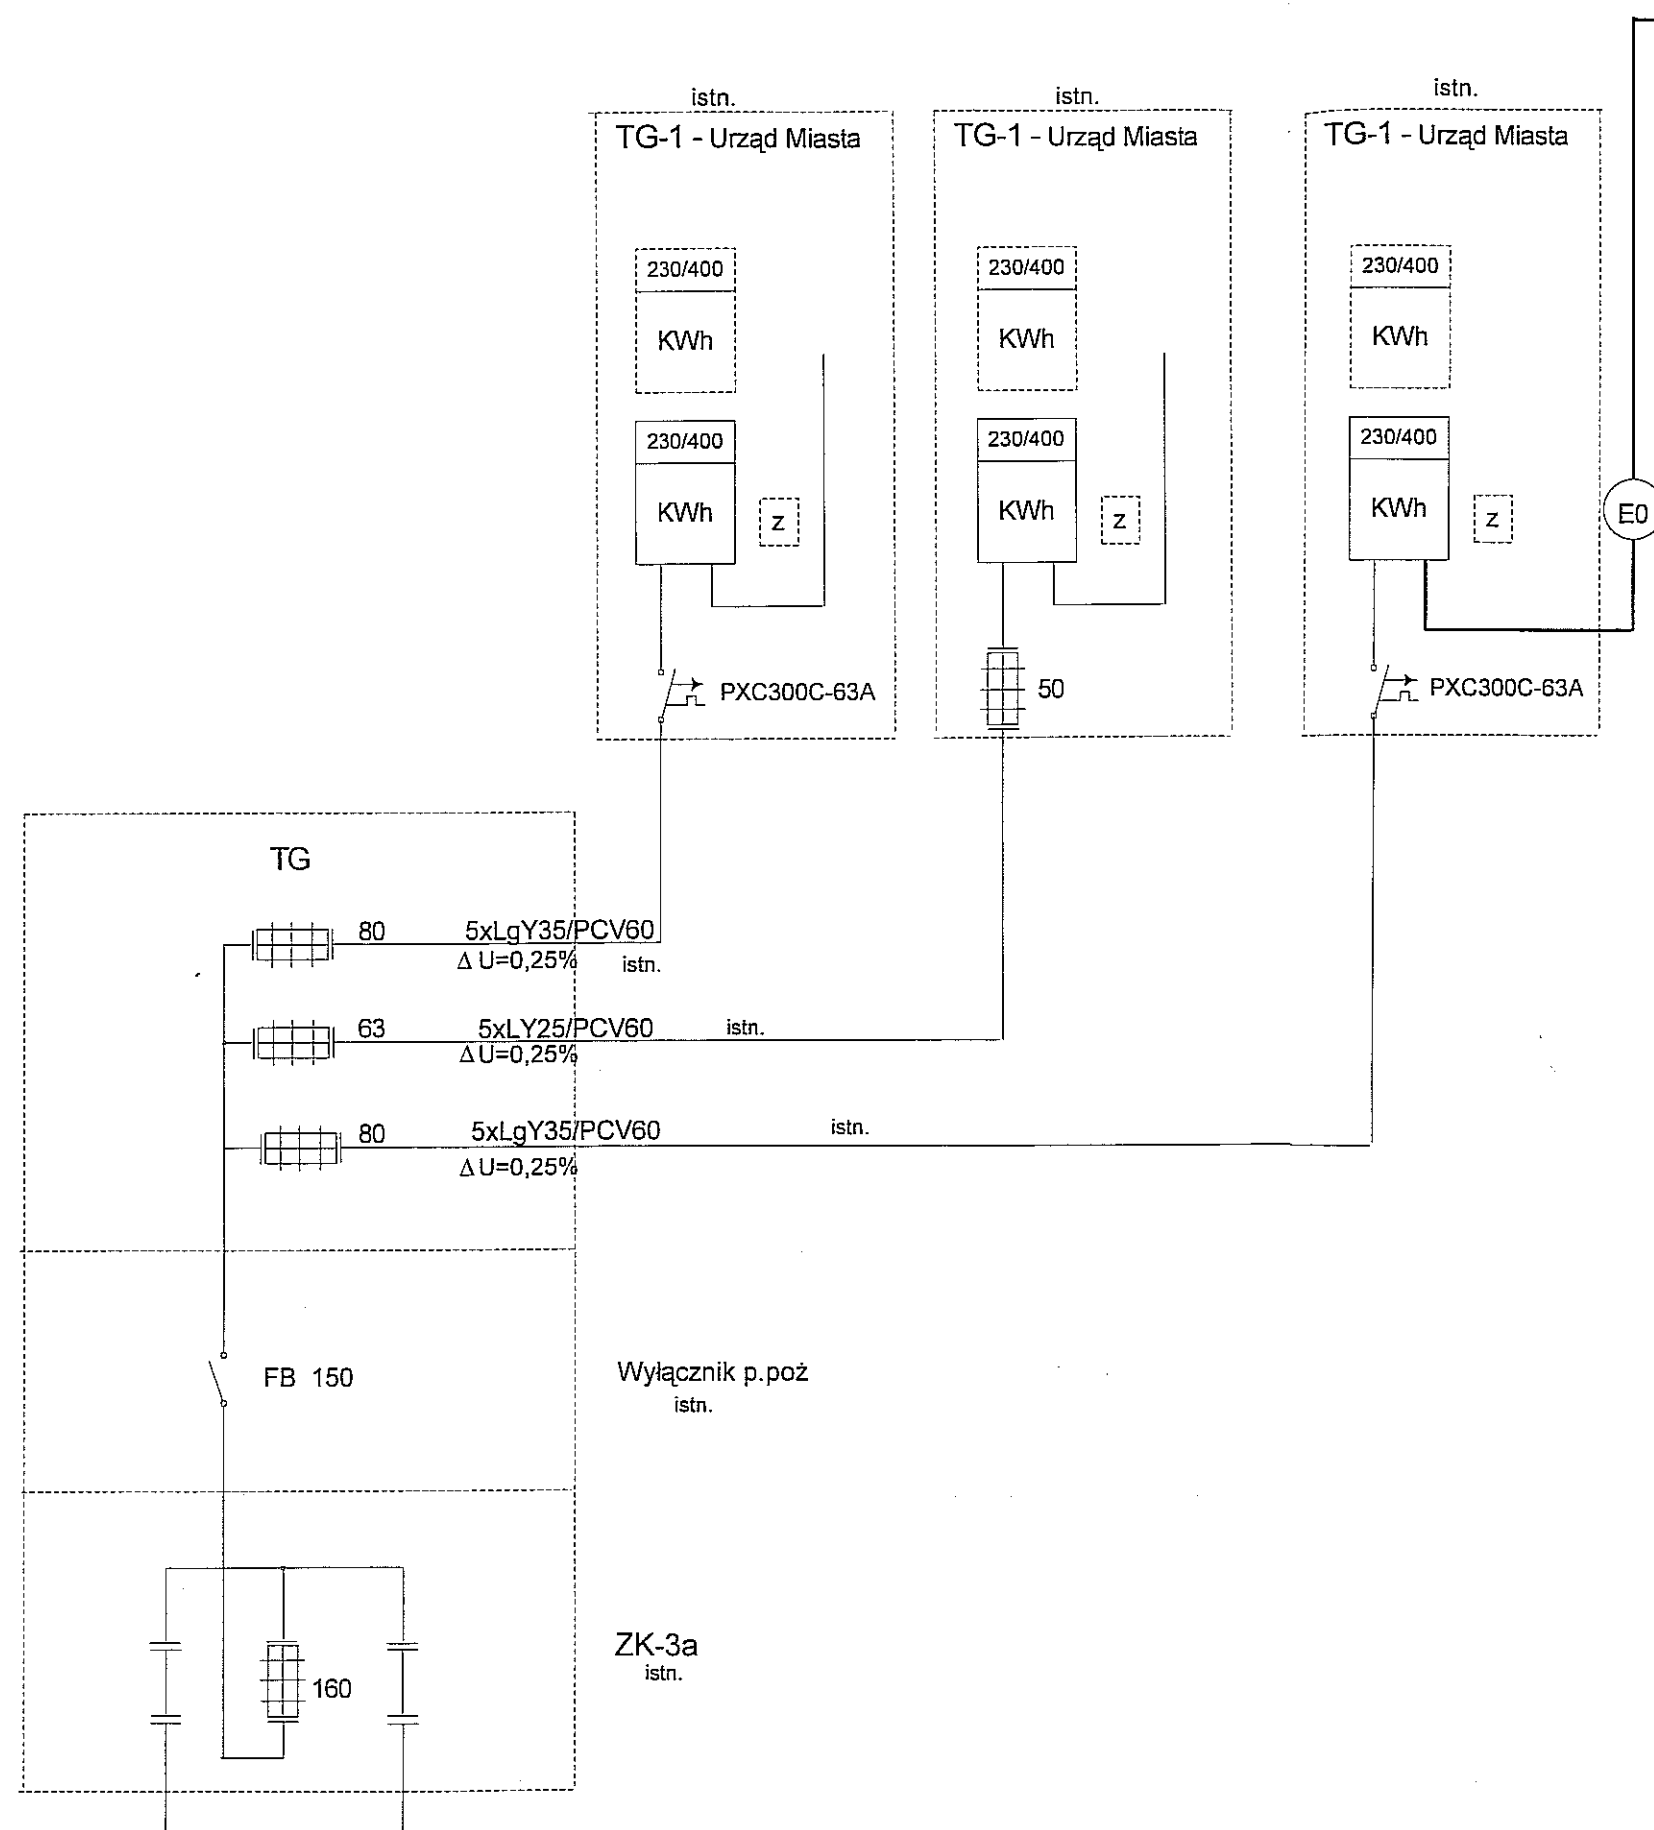 istn.
istn.
istn.
TG-1 - Urząd Miasta
TG-1 - Urząd Miasta
TG-1 - Urząd Miasta
230/400
KWh
230/400
KWh
230/400
KWh
230/400
KWh
z
230/400
KWh
z
230/400
KWh
z
E0
PXC300C-63A
50
PXC300C-63A
TG
80
5xLgY35/PCV60
Δ U=0,25%
istn.
63
5xLY25/PCV60
istn.
Δ U=0,25%
80
5xLgY35/PCV60
istn.
Δ U=0,25%
FB 150
Wyłącznik p.poż
istn.
ZK-3a
istn.
160